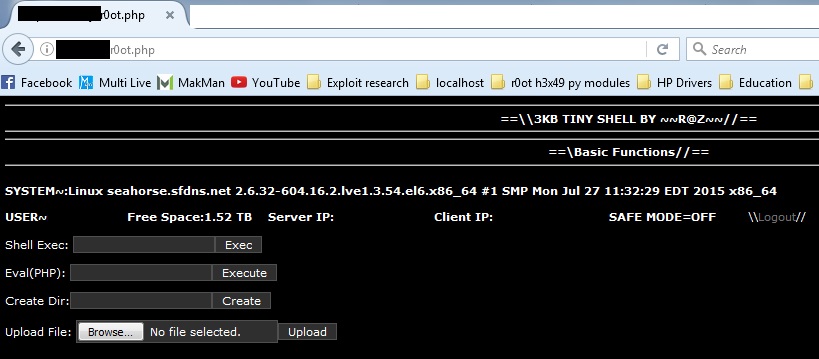 r0ot.php
r0ot.php
Search
Facebook Multi Live MakMan YouTube Exploit research localhost r0ot h3x49 py modules HP Drivers Education
==\\3KB TINY SHELL BY ~~R@Z~~//==
==\Basic Functions//==
SYSTEM~:Linux seahorse.sfdns.net 2.6.32-604.16.2.lve1.3.54.el6.x86_64 #1 SMP Mon Jul 27 11:32:29 EDT 2015 x86_64
USER~ Free Space:1.52 TB Server IP: Client IP: SAFE MODE=OFF \\Logout//
Shell Exec: Exec
Eval(PHP): Execute
Create Dir: Create
Upload File: Browse... No file selected. Upload